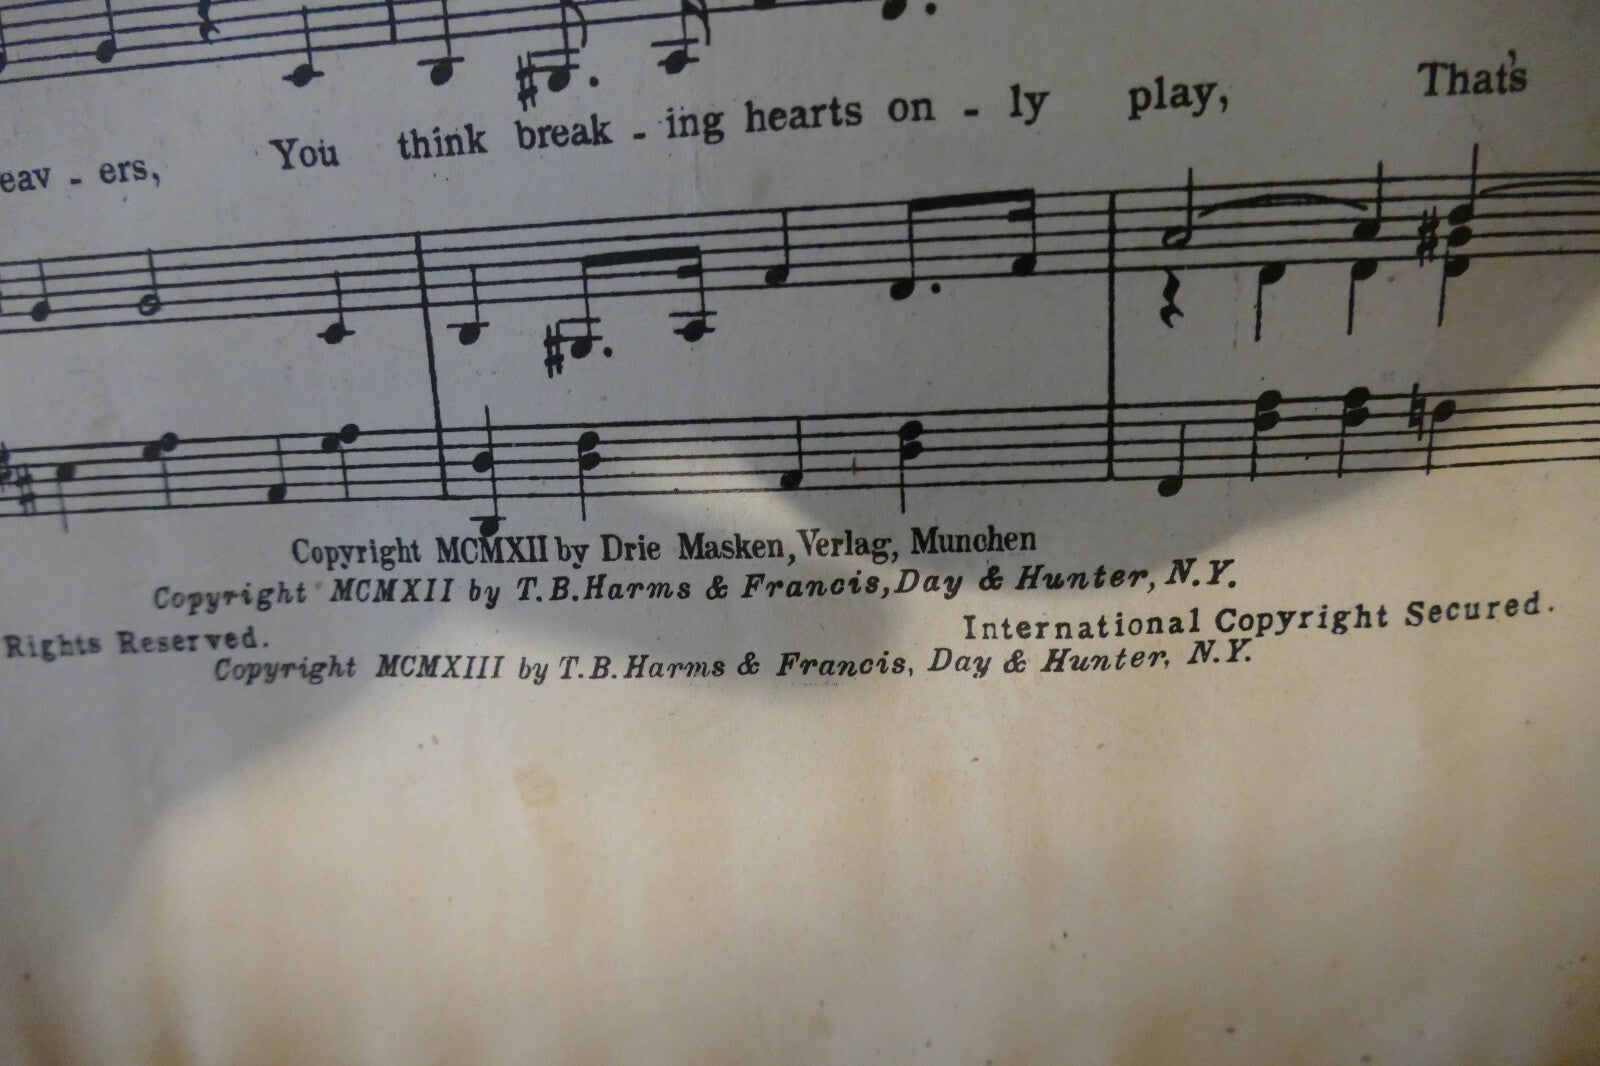 eav - ers, You think break - ing hearts on - ly play, That's
Copyright MCMXII by Drie Masken, Verlag, Munchen
Copyright MCMXII by T. B. Harms & Francis, Day & Hunter, N.Y.
Rights Reserved. International Copyright Secured.
Copyright MCMXIII by T. B. Harms & Francis, Day & Hunter, N.Y.